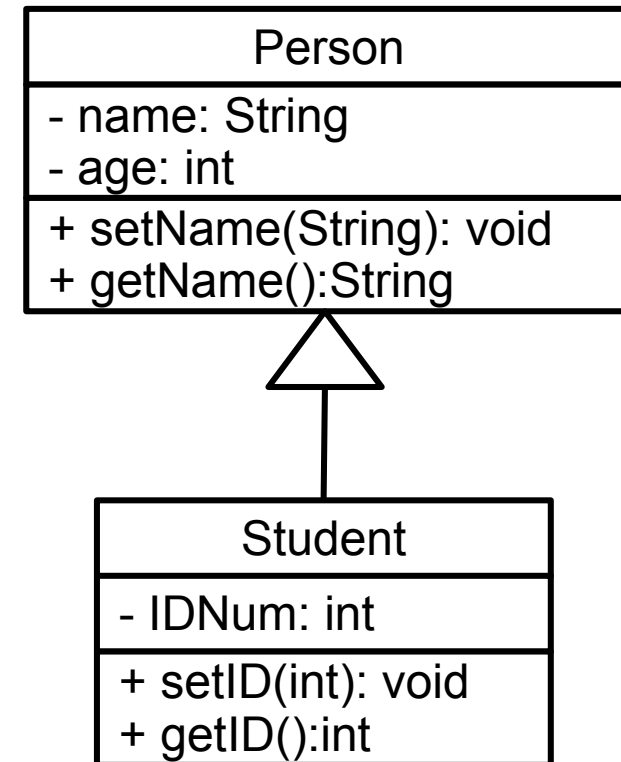 Person
- name: String
- age: int
+ setName(String): void
+ getName():String
Student
- IDNum: int
+ setID(int): void
+ getID():int